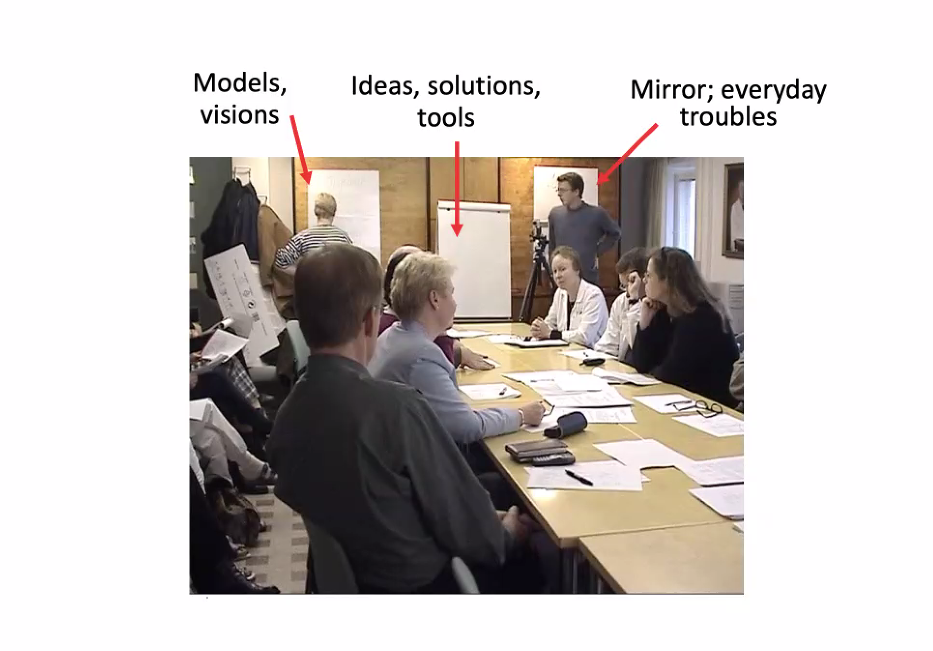 Models,
visions
Ideas, solutions,
tools
Mirror; everyday
troubles